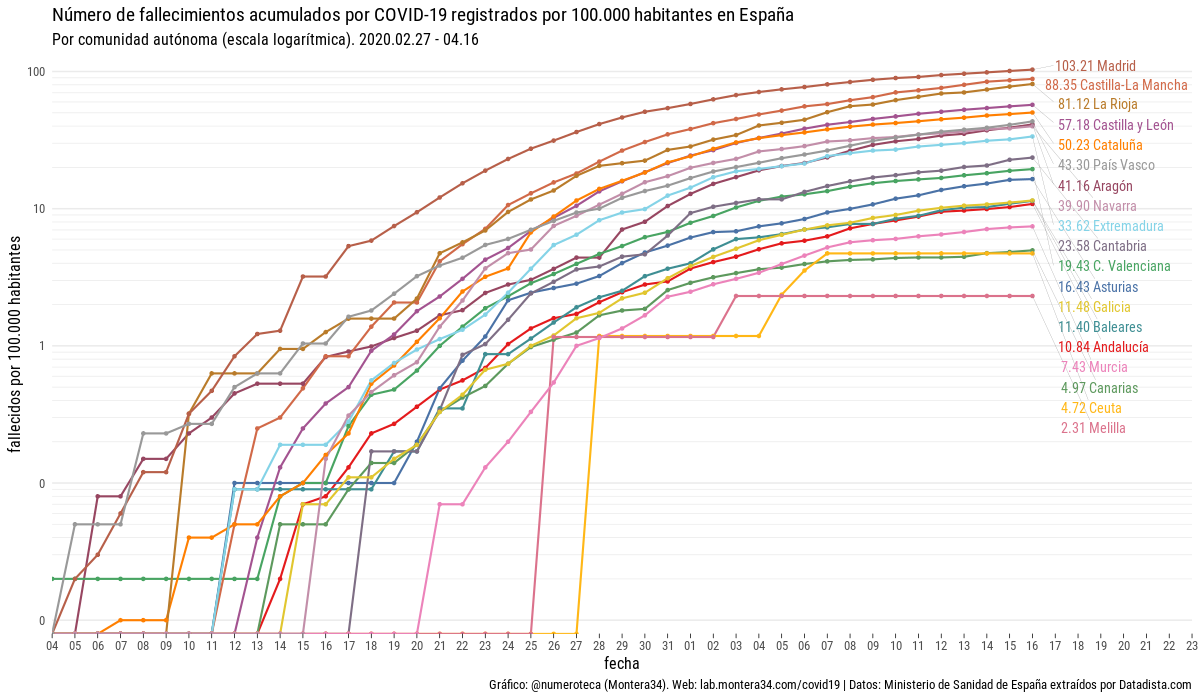 Número de fallecimientos acumulados por COVID-19 registrados por 100.000 habitantes en España
Por comunidad autónoma (escala logarítmica). 2020.02.27 - 04.16
fallecidos por 100.000 habitantes
100
10
1
0
0
103.21 Madrid
88.35 Castilla-La Mancha
81.12 La Rioja
57.18 Castilla y León
50.23 Cataluña
43.30 País Vasco
41.16 Aragón
39.90 Navarra
33.62 Extremadura
23.58 Cantabria
19.43 C. Valenciana
16.43 Asturias
11.48 Galicia
11.40 Baleares
10.84 Andalucía
7.43 Murcia
4.97 Canarias
4.72 Ceuta
2.31 Melilla
04 05 06 07 08 09 10 11 12 13 14 15 16 17 18 19 20 21 22 23 24 25 26 27 28 29 30 31 01 02 03 04 05 06 07 08 09 10 11 12 13 14 15 16 17 18 19 20 21 22 23
fecha
Gráfico: @numeroteca (Montera34). Web: lab.montera34.com/covid19 | Datos: Ministerio de Sanidad de España extraídos por Datadista.com